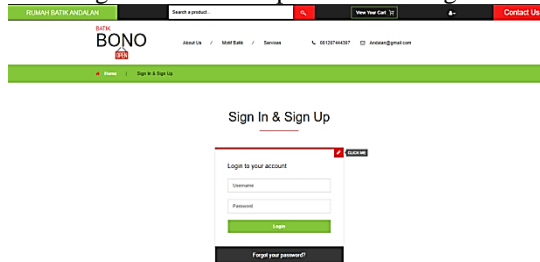 RUMAH BATIK ANDALAN
Search a product...
View Your Cart
Contact Us
BATIK
BONO
OPEN
About Us / Motif Batik / Services
Andalan@gmail.com
Home | Sign In & Sign Up
Sign In & Sign Up
CLICK ME
Login to your account
Username
Password
Login
Forgot your password?